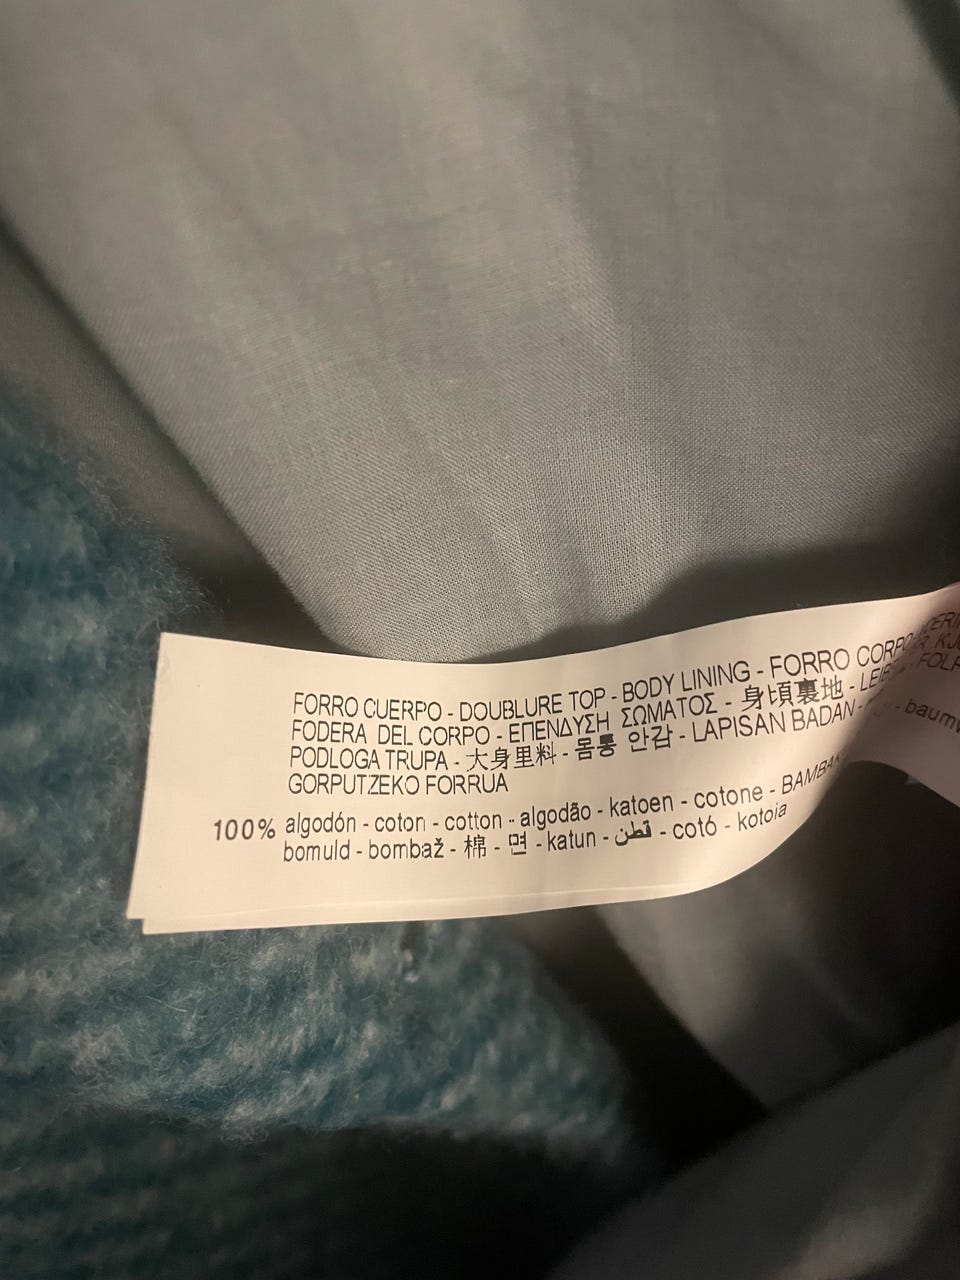 FORRO CUERPO - DOUBLURE TOP - BODY LINING - FORRO CORPO
FODERA DEL CORPO - ΕΠΕΝΔΥΣΗ ΣΩΜΑΤΟΣ - 身頃裏地 -
PODLOGA TRUPA - 大身里料 - 몸통 안감 - LAPISAN BADAN -
GORPUTZEKO FORRUA
100% algodón - coton - cotton - algodão - katoen - cotone -
bomuld - bombaž - 棉 - 면 - katun - قطن - cotó - kotoia